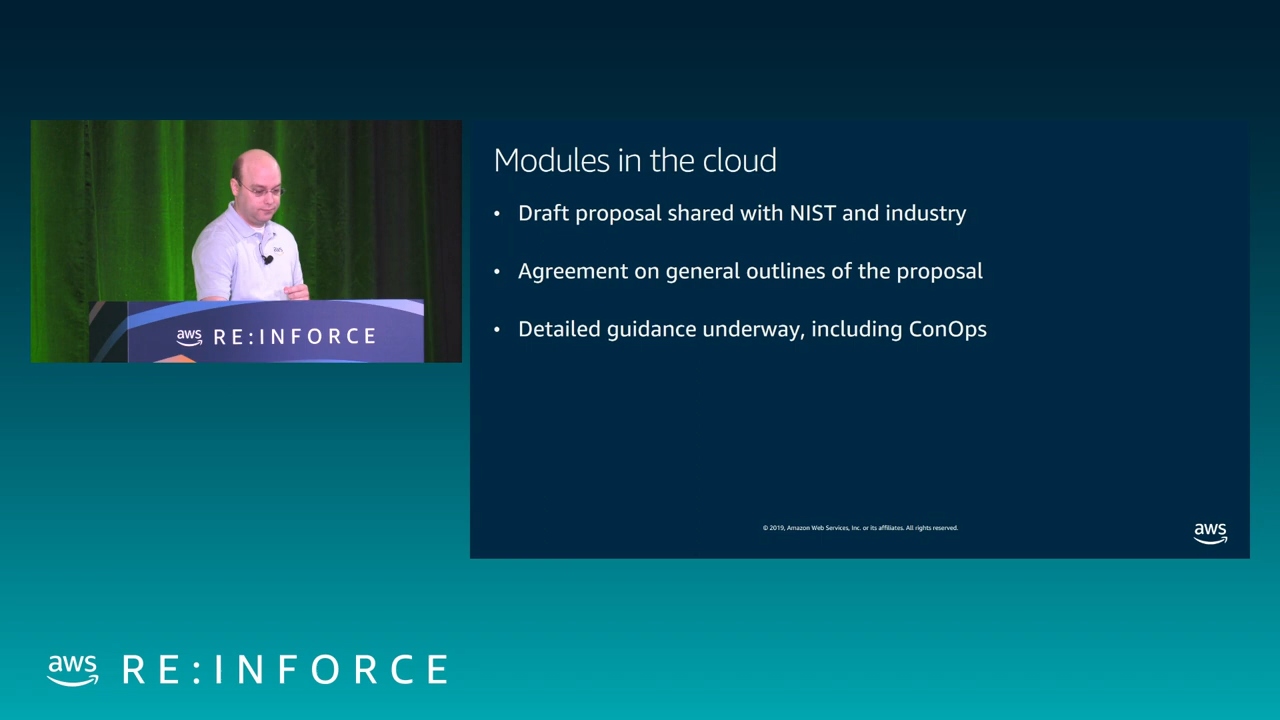 Modules in the cloud
• Draft proposal shared with NIST and industry
• Agreement on general outlines of the proposal
• Detailed guidance underway, including ConOps
aws
aws RE:INFORCE
© 2019, Amazon Web Services, Inc. or its affiliates. All rights reserved.
aws
aws RE:INFORCE